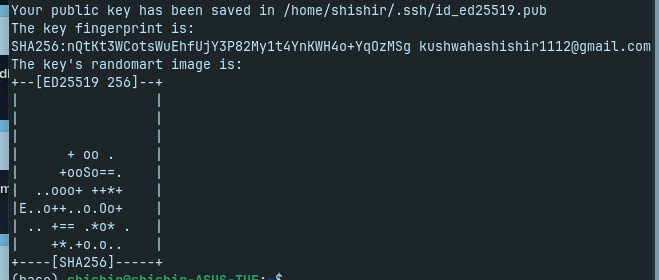 Your public key has been saved in /home/shishir/.ssh/id_ed25519.pub
The key fingerprint is:
SHA256:nQtKt3WCotsWuEhfUjY3P82My1t4YnKWH4o+YqOzMSg kushwahashishir1112@gmail.com
The key's randomart image is:
+--[ED25519 256]--+
|                 |
|                 |
|                 |
|      + oo .     |
|     +ooSo==.    |
|  ..ooo+ ++*+    |
|E..o++..o.Oo+    |
| .. +== .*o* .   |
|    +*.+o.o..    |
+----[SHA256]-----+
(base) shishir@shishir-ASUS-TUF:~$